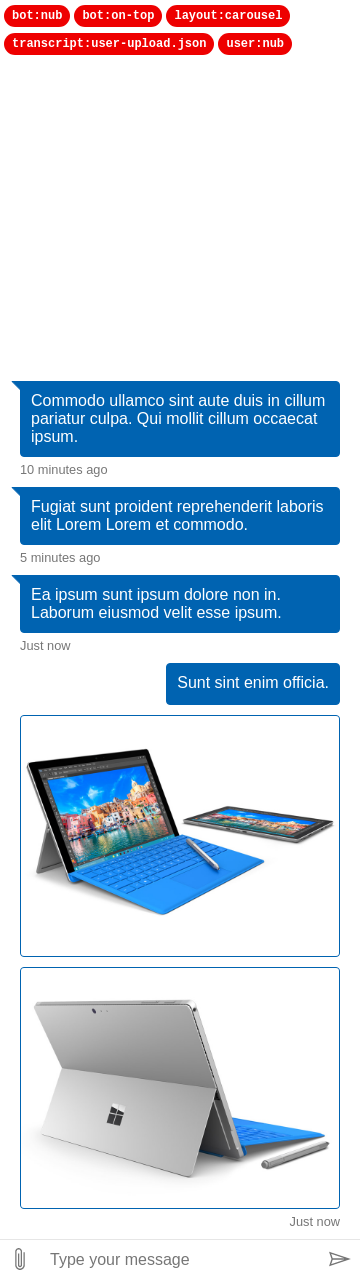 bot:nub bot:on-top layout:carousel
transcript:user-upload.json user:nub
Commodo ullamco sint aute duis in cillum
pariatur culpa. Qui mollit cillum occaecat
ipsum.
10 minutes ago
Fugiat sunt proident reprehenderit laboris
elit Lorem Lorem et commodo.
5 minutes ago
Ea ipsum sunt ipsum dolore non in.
Laborum eiusmod velit esse ipsum.
Just now
Sunt sint enim officia.
Just now
Type your message